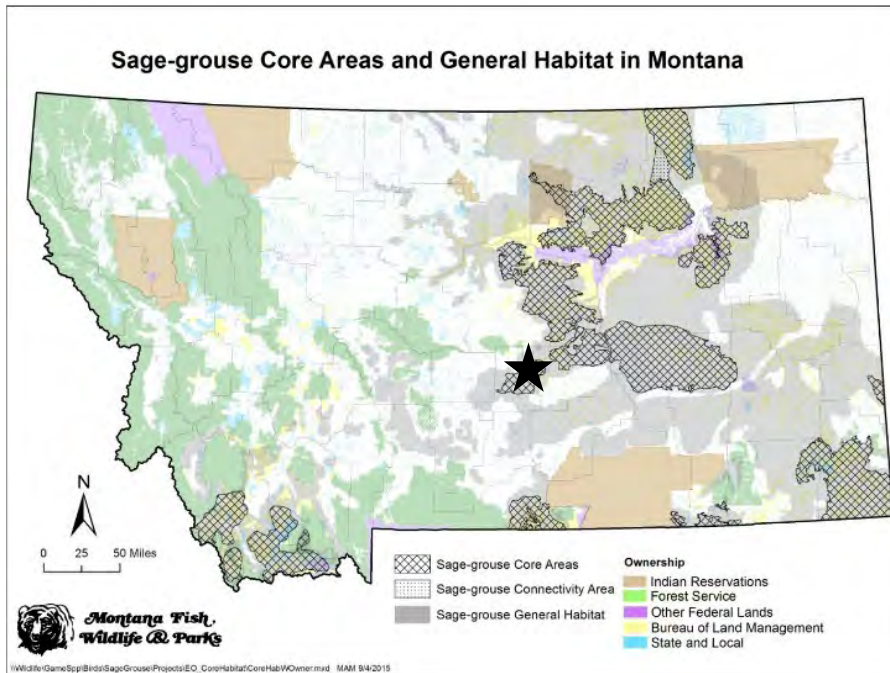 Sage-grouse Core Areas and General Habitat in Montana
N
0 25 50 Miles
Sage-grouse Core Areas
Sage-grouse Connectivity Area
Sage-grouse General Habitat
Ownership
Indian Reservations
Forest Service
Other Federal Lands
Bureau of Land Management
State and Local
Montana Fish,
Wildlife & Parks
\\Wildlife\GameSpp\Birds\SageGrouse\Projects\EO_CoreHabitat\CoreHabWOwner.mxd MAM 9/4/2015